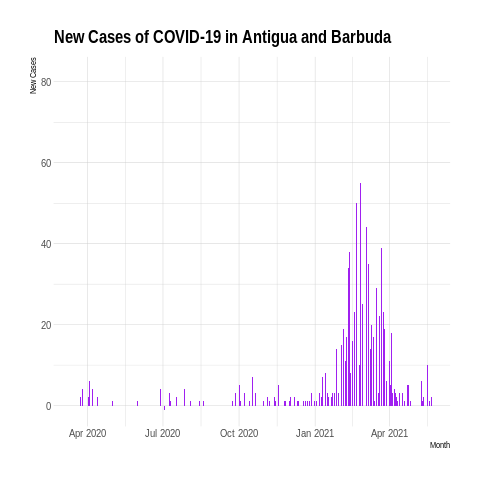 New Cases of COVID-19 in Antigua and Barbuda
New Cases
80
60
40
20
0
Apr 2020 Jul 2020 Oct 2020 Jan 2021 Apr 2021
Month